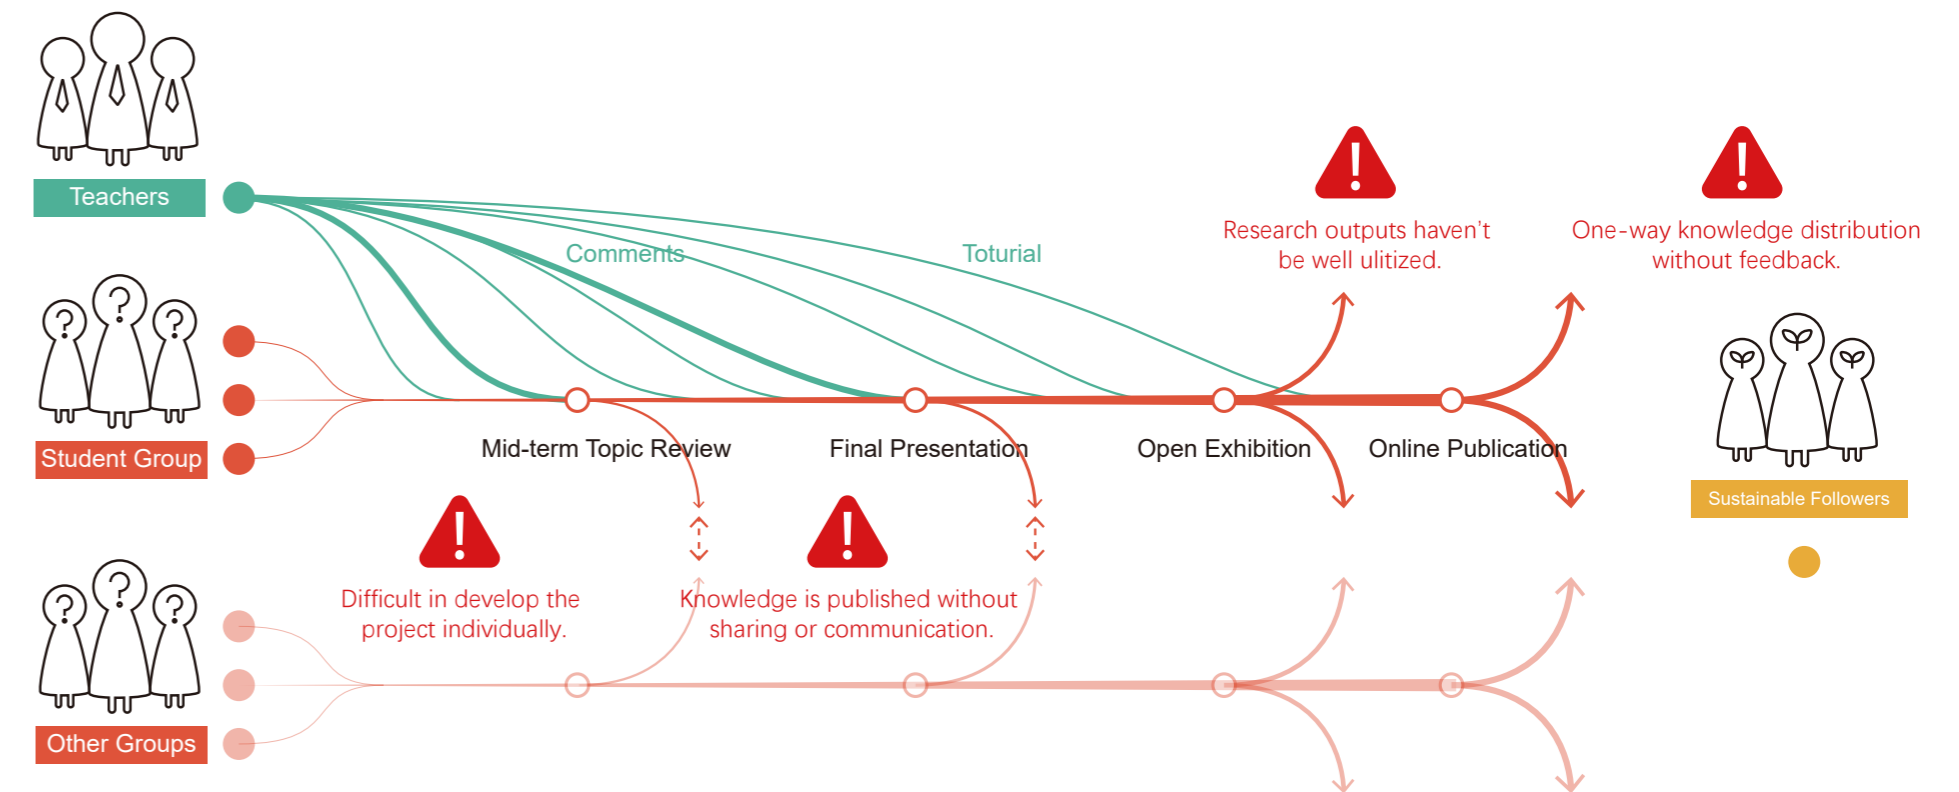 Teachers
Comments
Toturial
Research outputs haven't
be well ulitized.
One-way knowledge distribution
without feedback.
?
?
?
Student Group
Mid-term Topic Review
Final Presentation
Open Exhibition
Online Publication
Sustainable Followers
Difficult in develop the
project individually.
Knowledge is published without
sharing or communication.
?
?
?
Other Groups